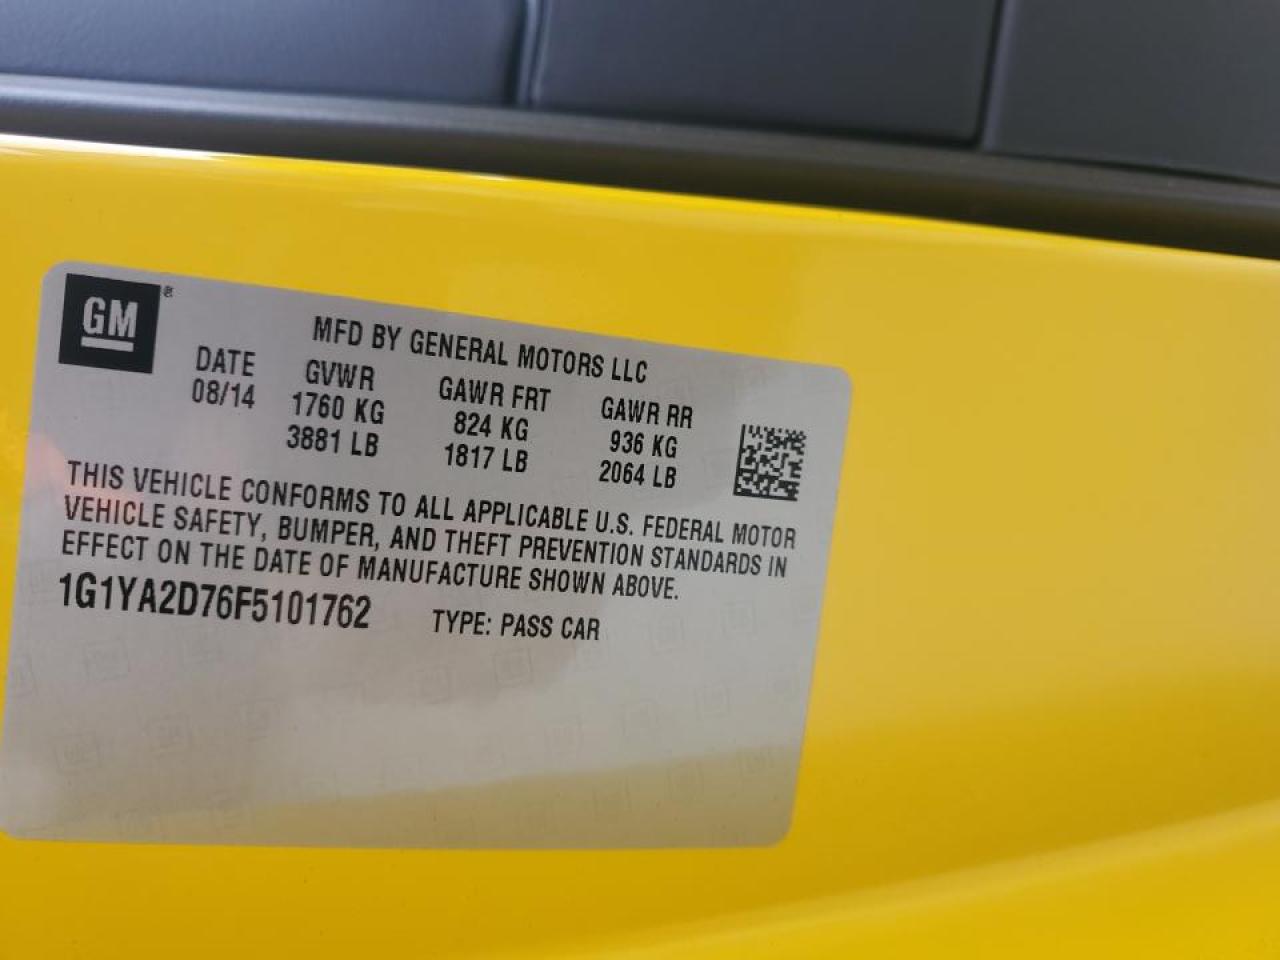 GM®
MFD BY GENERAL MOTORS LLC
DATE GVWR GAWR FRT GAWR RR
08/14 1760 KG 824 KG 936 KG
3881 LB 1817 LB 2064 LB
THIS VEHICLE CONFORMS TO ALL APPLICABLE U.S. FEDERAL MOTOR
VEHICLE SAFETY, BUMPER, AND THEFT PREVENTION STANDARDS IN
EFFECT ON THE DATE OF MANUFACTURE SHOWN ABOVE.
1G1YA2D76F5101762 TYPE: PASS CAR